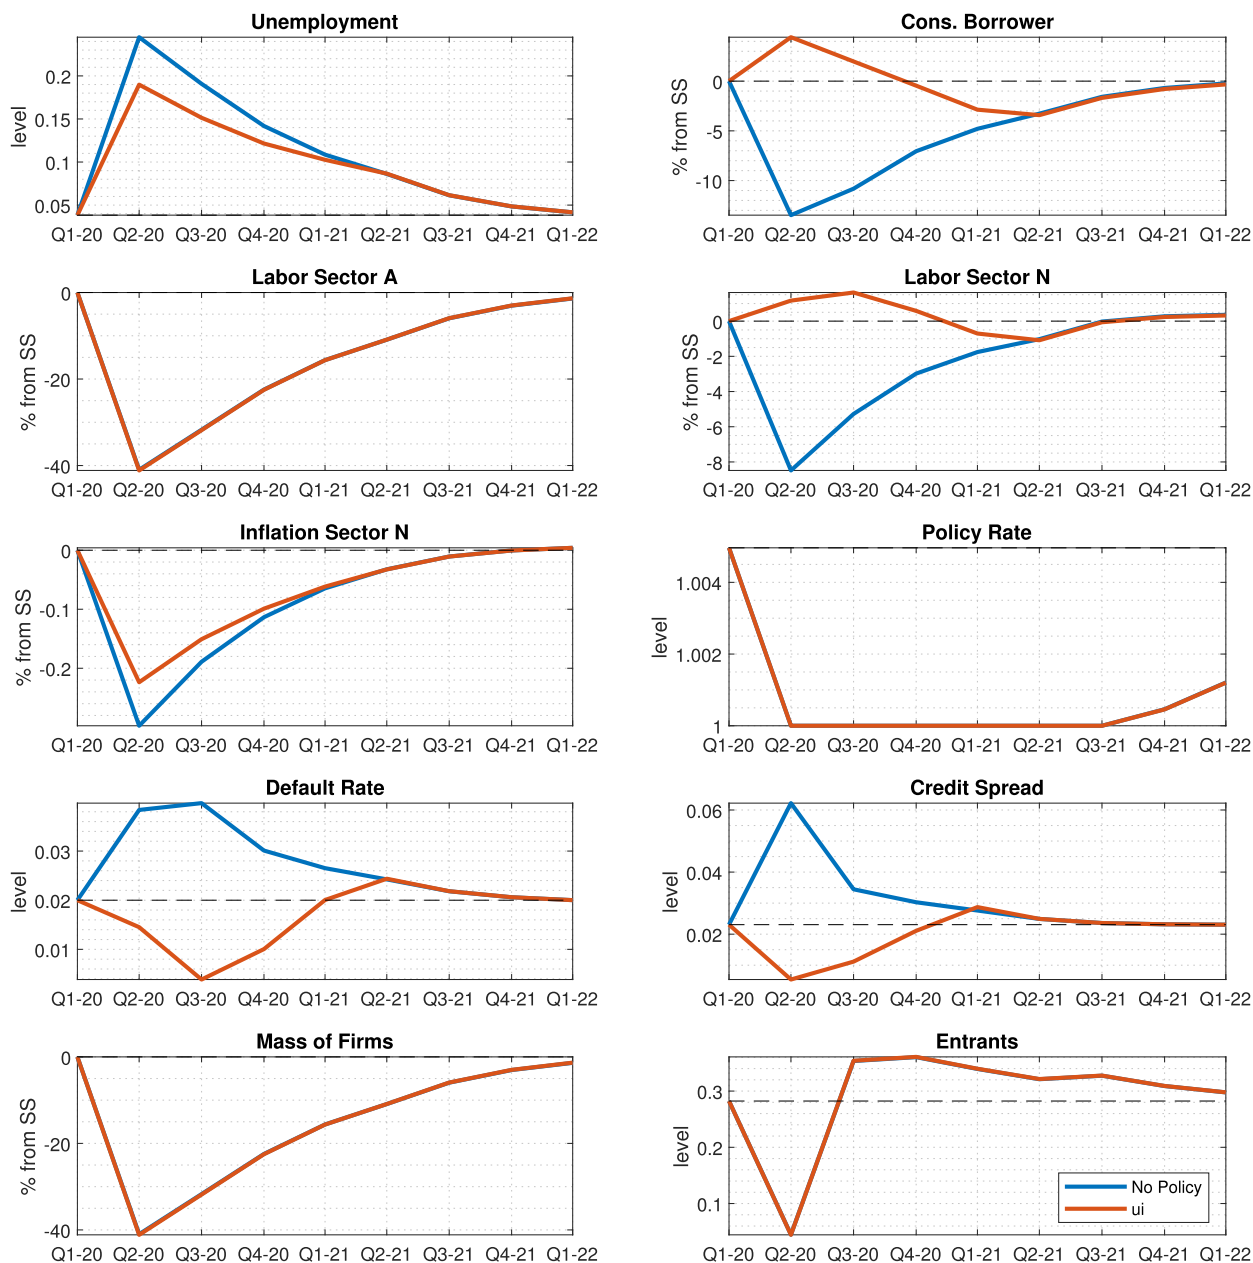 Unemployment
level
0.2
0.15
0.1
0.05
Q1-20 Q2-20 Q3-20 Q4-20 Q1-21 Q2-21 Q3-21 Q4-21 Q1-22
Cons. Borrower
% from SS
0
-5
-10
Q1-20 Q2-20 Q3-20 Q4-20 Q1-21 Q2-21 Q3-21 Q4-21 Q1-22
Labor Sector A
% from SS
0
-20
-40
Q1-20 Q2-20 Q3-20 Q4-20 Q1-21 Q2-21 Q3-21 Q4-21 Q1-22
Labor Sector N
% from SS
0
-2
-4
-6
-8
Q1-20 Q2-20 Q3-20 Q4-20 Q1-21 Q2-21 Q3-21 Q4-21 Q1-22
Inflation Sector N
% from SS
0
-0.1
-0.2
Q1-20 Q2-20 Q3-20 Q4-20 Q1-21 Q2-21 Q3-21 Q4-21 Q1-22
Policy Rate
level
1.004
1.002
1
Q1-20 Q2-20 Q3-20 Q4-20 Q1-21 Q2-21 Q3-21 Q4-21 Q1-22
Default Rate
level
0.03
0.02
0.01
Q1-20 Q2-20 Q3-20 Q4-20 Q1-21 Q2-21 Q3-21 Q4-21 Q1-22
Credit Spread
level
0.06
0.04
0.02
Q1-20 Q2-20 Q3-20 Q4-20 Q1-21 Q2-21 Q3-21 Q4-21 Q1-22
Mass of Firms
% from SS
0
-20
-40
Q1-20 Q2-20 Q3-20 Q4-20 Q1-21 Q2-21 Q3-21 Q4-21 Q1-22
Entrants
level
0.3
0.2
0.1
No Policy
ui
Q1-20 Q2-20 Q3-20 Q4-20 Q1-21 Q2-21 Q3-21 Q4-21 Q1-22